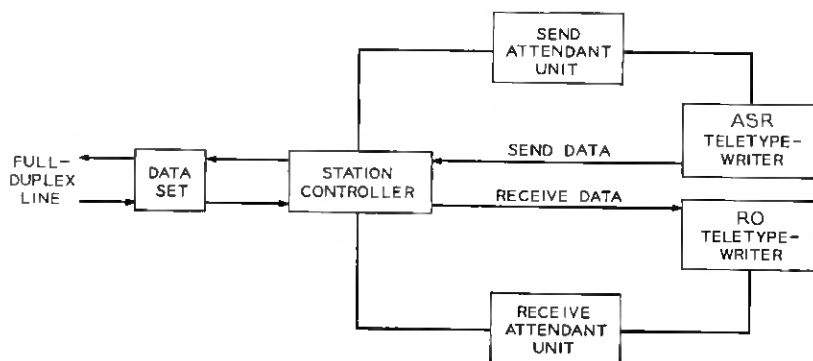 SEND
ATTENDANT
UNIT
ASR
TELETYPE-
WRITER
SEND DATA
FULL-
DUPLEX
LINE
DATA
SET
STATION
CONTROLLER
RECEIVE DATA
RO
TELETYPE-
WRITER
RECEIVE
ATTENDANT
UNIT